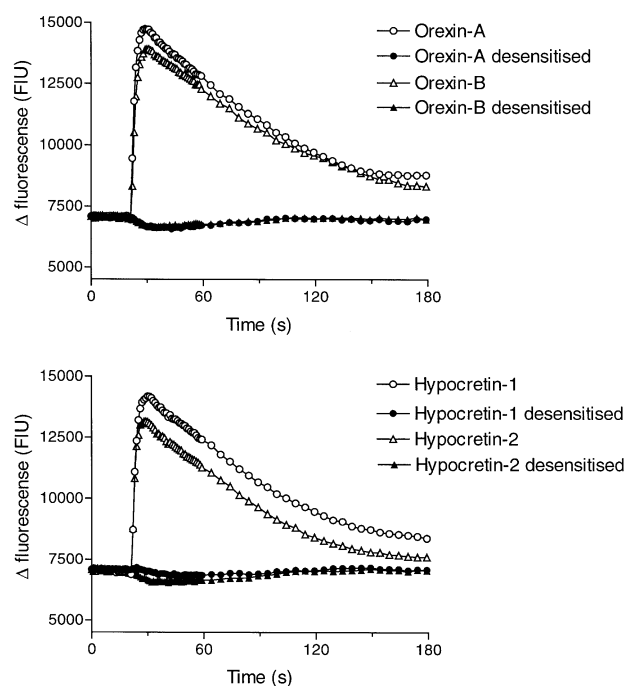 15000
12500
10000
7500
5000
Δ fluorescense (FIU)
0
60
120
180
Time (s)
Orexin-A
Orexin-A desensitised
Orexin-B
Orexin-B desensitised
15000
12500
10000
7500
5000
Δ fluorescense (FIU)
0
60
120
180
Time (s)
Hypocretin-1
Hypocretin-1 desensitised
Hypocretin-2
Hypocretin-2 desensitised